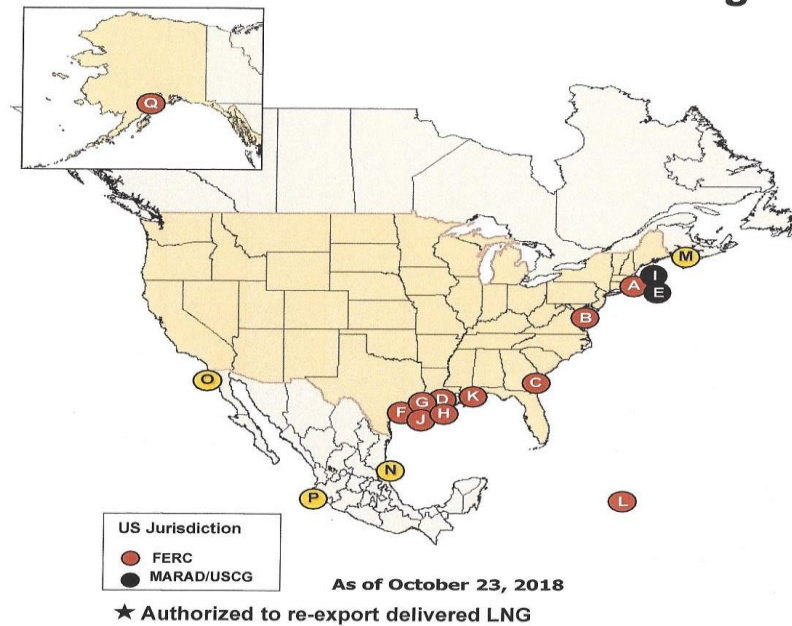 g
Q
M
I
A
E
B
O
C
D
K
G
F
H
J
N
P
L
US Jurisdiction
FERC
MARAD/USCG
As of October 23, 2018
★ Authorized to re-export delivered LNG